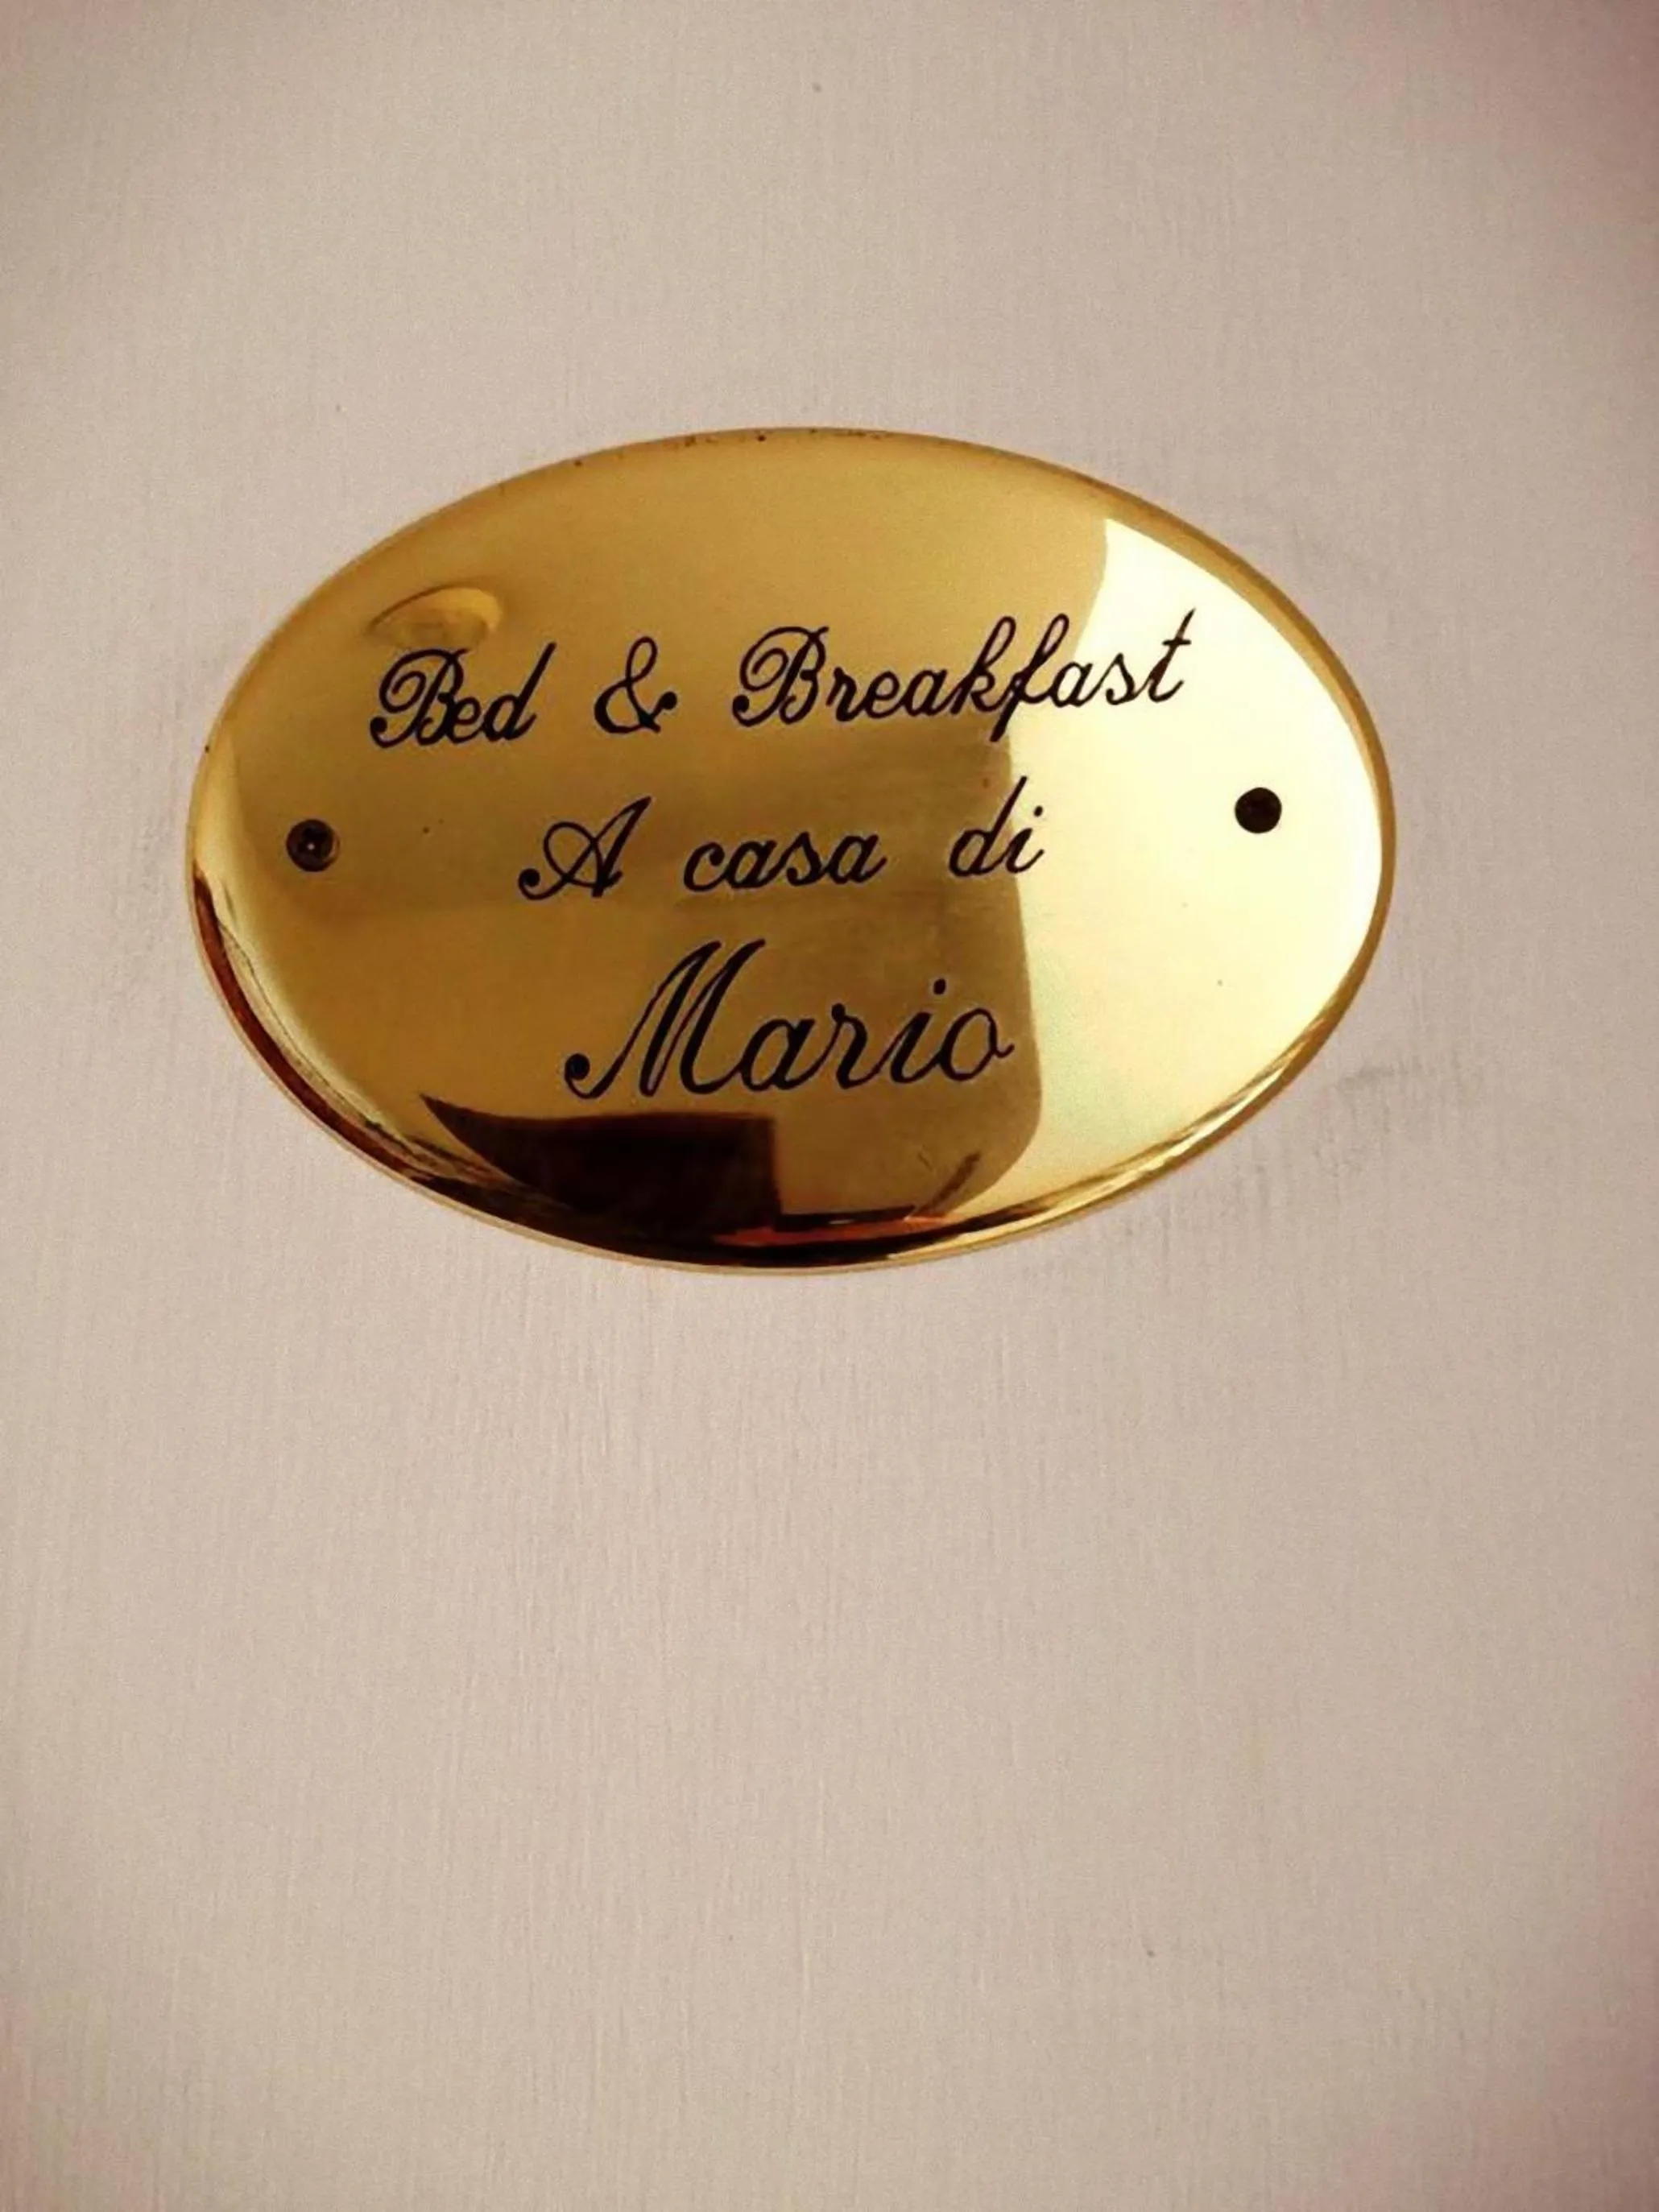 Bed & Breakfast
A casa di
Mario